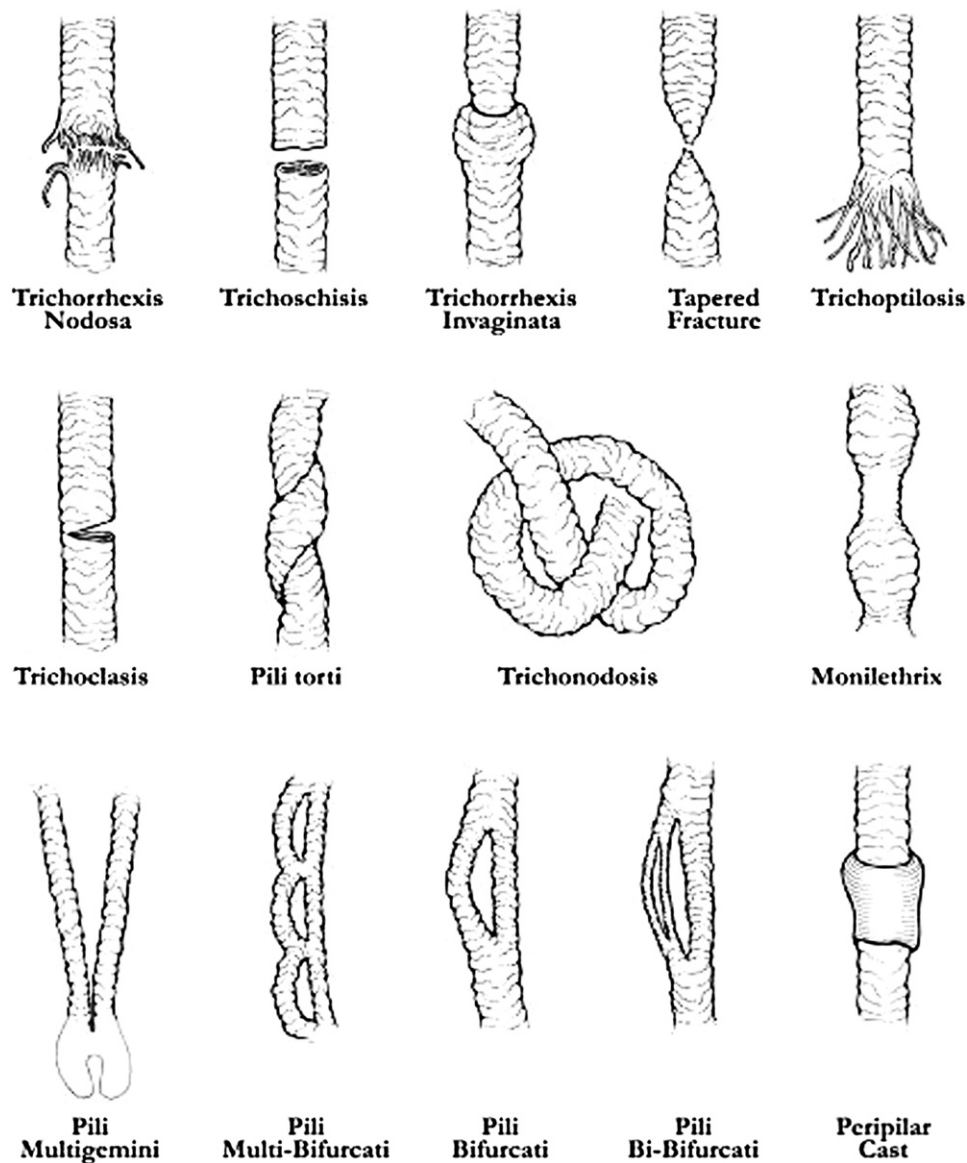 Trichorrhexis
Nodosa
Trichoschisis
Trichorrhexis
Invaginata
Tapered
Fracture
Trichoptilosis
Trichoclasis
Pili torti
Trichonodosis
Monilethrix
Pili
Multigemini
Pili
Multi-Bifurcati
Pili
Bifurcati
Pili
Bi-Bifurcati
Peripilar
Cast